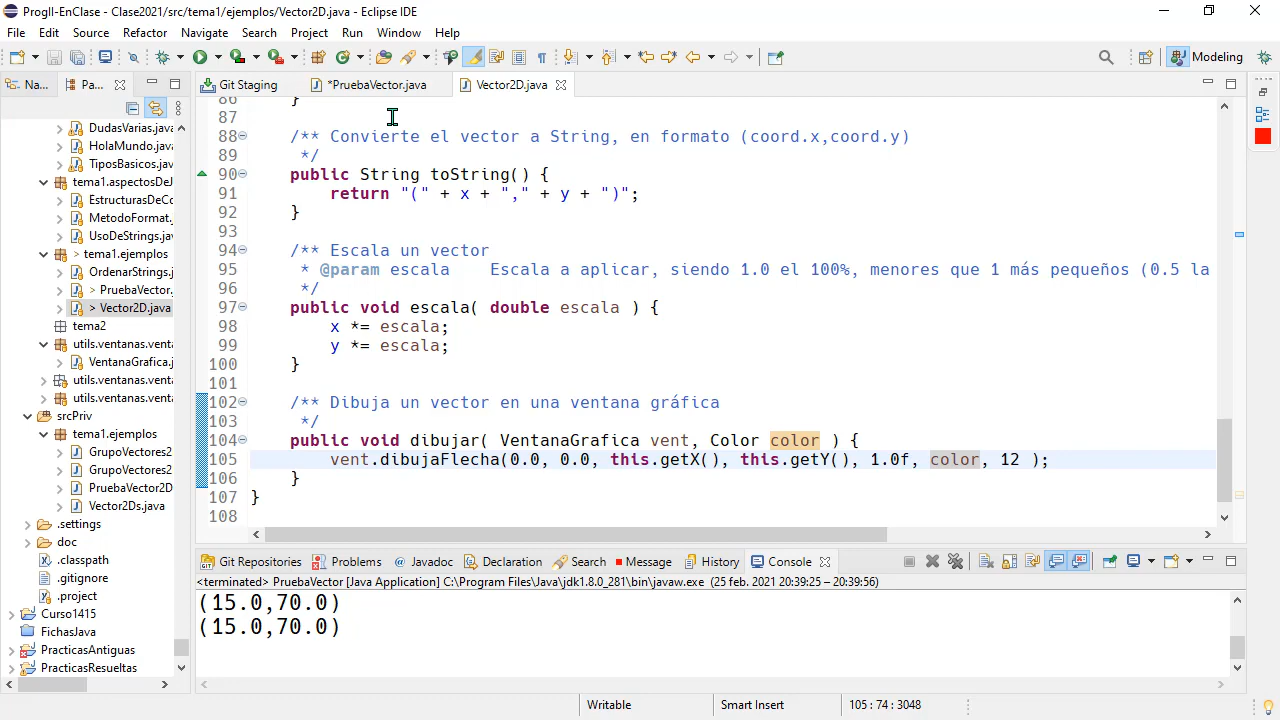 ProgII-EnClase - Clase2021/src/tema1/ejemplos/Vector2D.java - Eclipse IDE
File Edit Source Refactor Navigate Search Project Run Window Help
Modeling
Na... Pa... Git Staging *PruebaVector.java Vector2D.java
DudasVarias.java
HolaMundo.java
TiposBasicos.java
tema1.aspectosDeJ
EstructurasDeCo
MetodoFormat.j
UsoDeStrings.jav
> tema1.ejemplos
OrdenarStrings.j
> PruebaVector.
> Vector2D.java
tema2
utils.ventanas.vent
VentanaGrafica.j
utils.ventanas.vent
utils.ventanas.vent
srcPriv
tema1.ejemplos
GrupoVectores2
GrupoVectores2
PruebaVector2D
Vector2Ds.java
.settings
doc
.classpath
.gitignore
.project
Curso1415
FichasJava
PracticasAntiguas
PracticasResueltas
86 }
87
88 /** Convierte el vector a String, en formato (coord.x,coord.y)
89 */
90 public String toString() {
91 return "(" + x + "," + y + ")";
92 }
93
94 /** Escala un vector
95 * @param escala Escala a aplicar, siendo 1.0 el 100%, menores que 1 más pequeños (0.5 la
96 */
97 public void escala( double escala ) {
98 x *= escala;
99 y *= escala;
100 }
101
102 /** Dibuja un vector en una ventana gráfica
103 */
104 public void dibujar( VentanaGrafica vent, Color color ) {
105 vent.dibujaFlecha(0.0, 0.0, this.getX(), this.getY(), 1.0f, color, 12 );
106 }
107 }
108
Git Repositories Problems Javadoc Declaration Search Message History Console
<terminated> PruebaVector [Java Application] C:\Program Files\Java\jdk1.8.0_281\bin\javaw.exe (25 feb. 2021 20:39:25 – 20:39:56)
(15.0,70.0)
(15.0,70.0)
Writable Smart Insert 105 : 74 : 3048